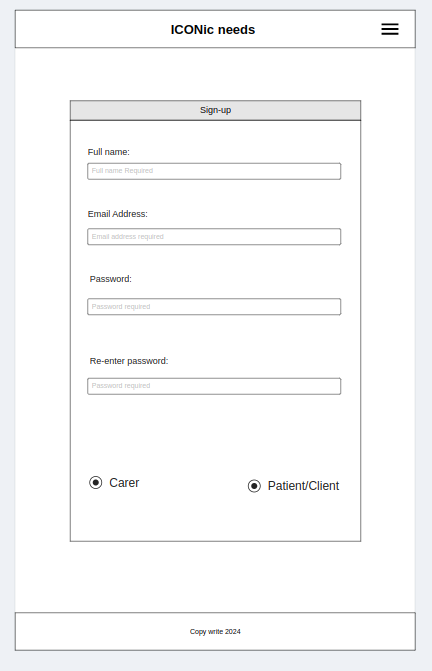 ICONic needs
Sign-up
Full name:
Full name Required
Email Address:
Email address required
Password:
Password required
Re-enter password:
Password required
Carer
Patient/Client
Copy write 2024